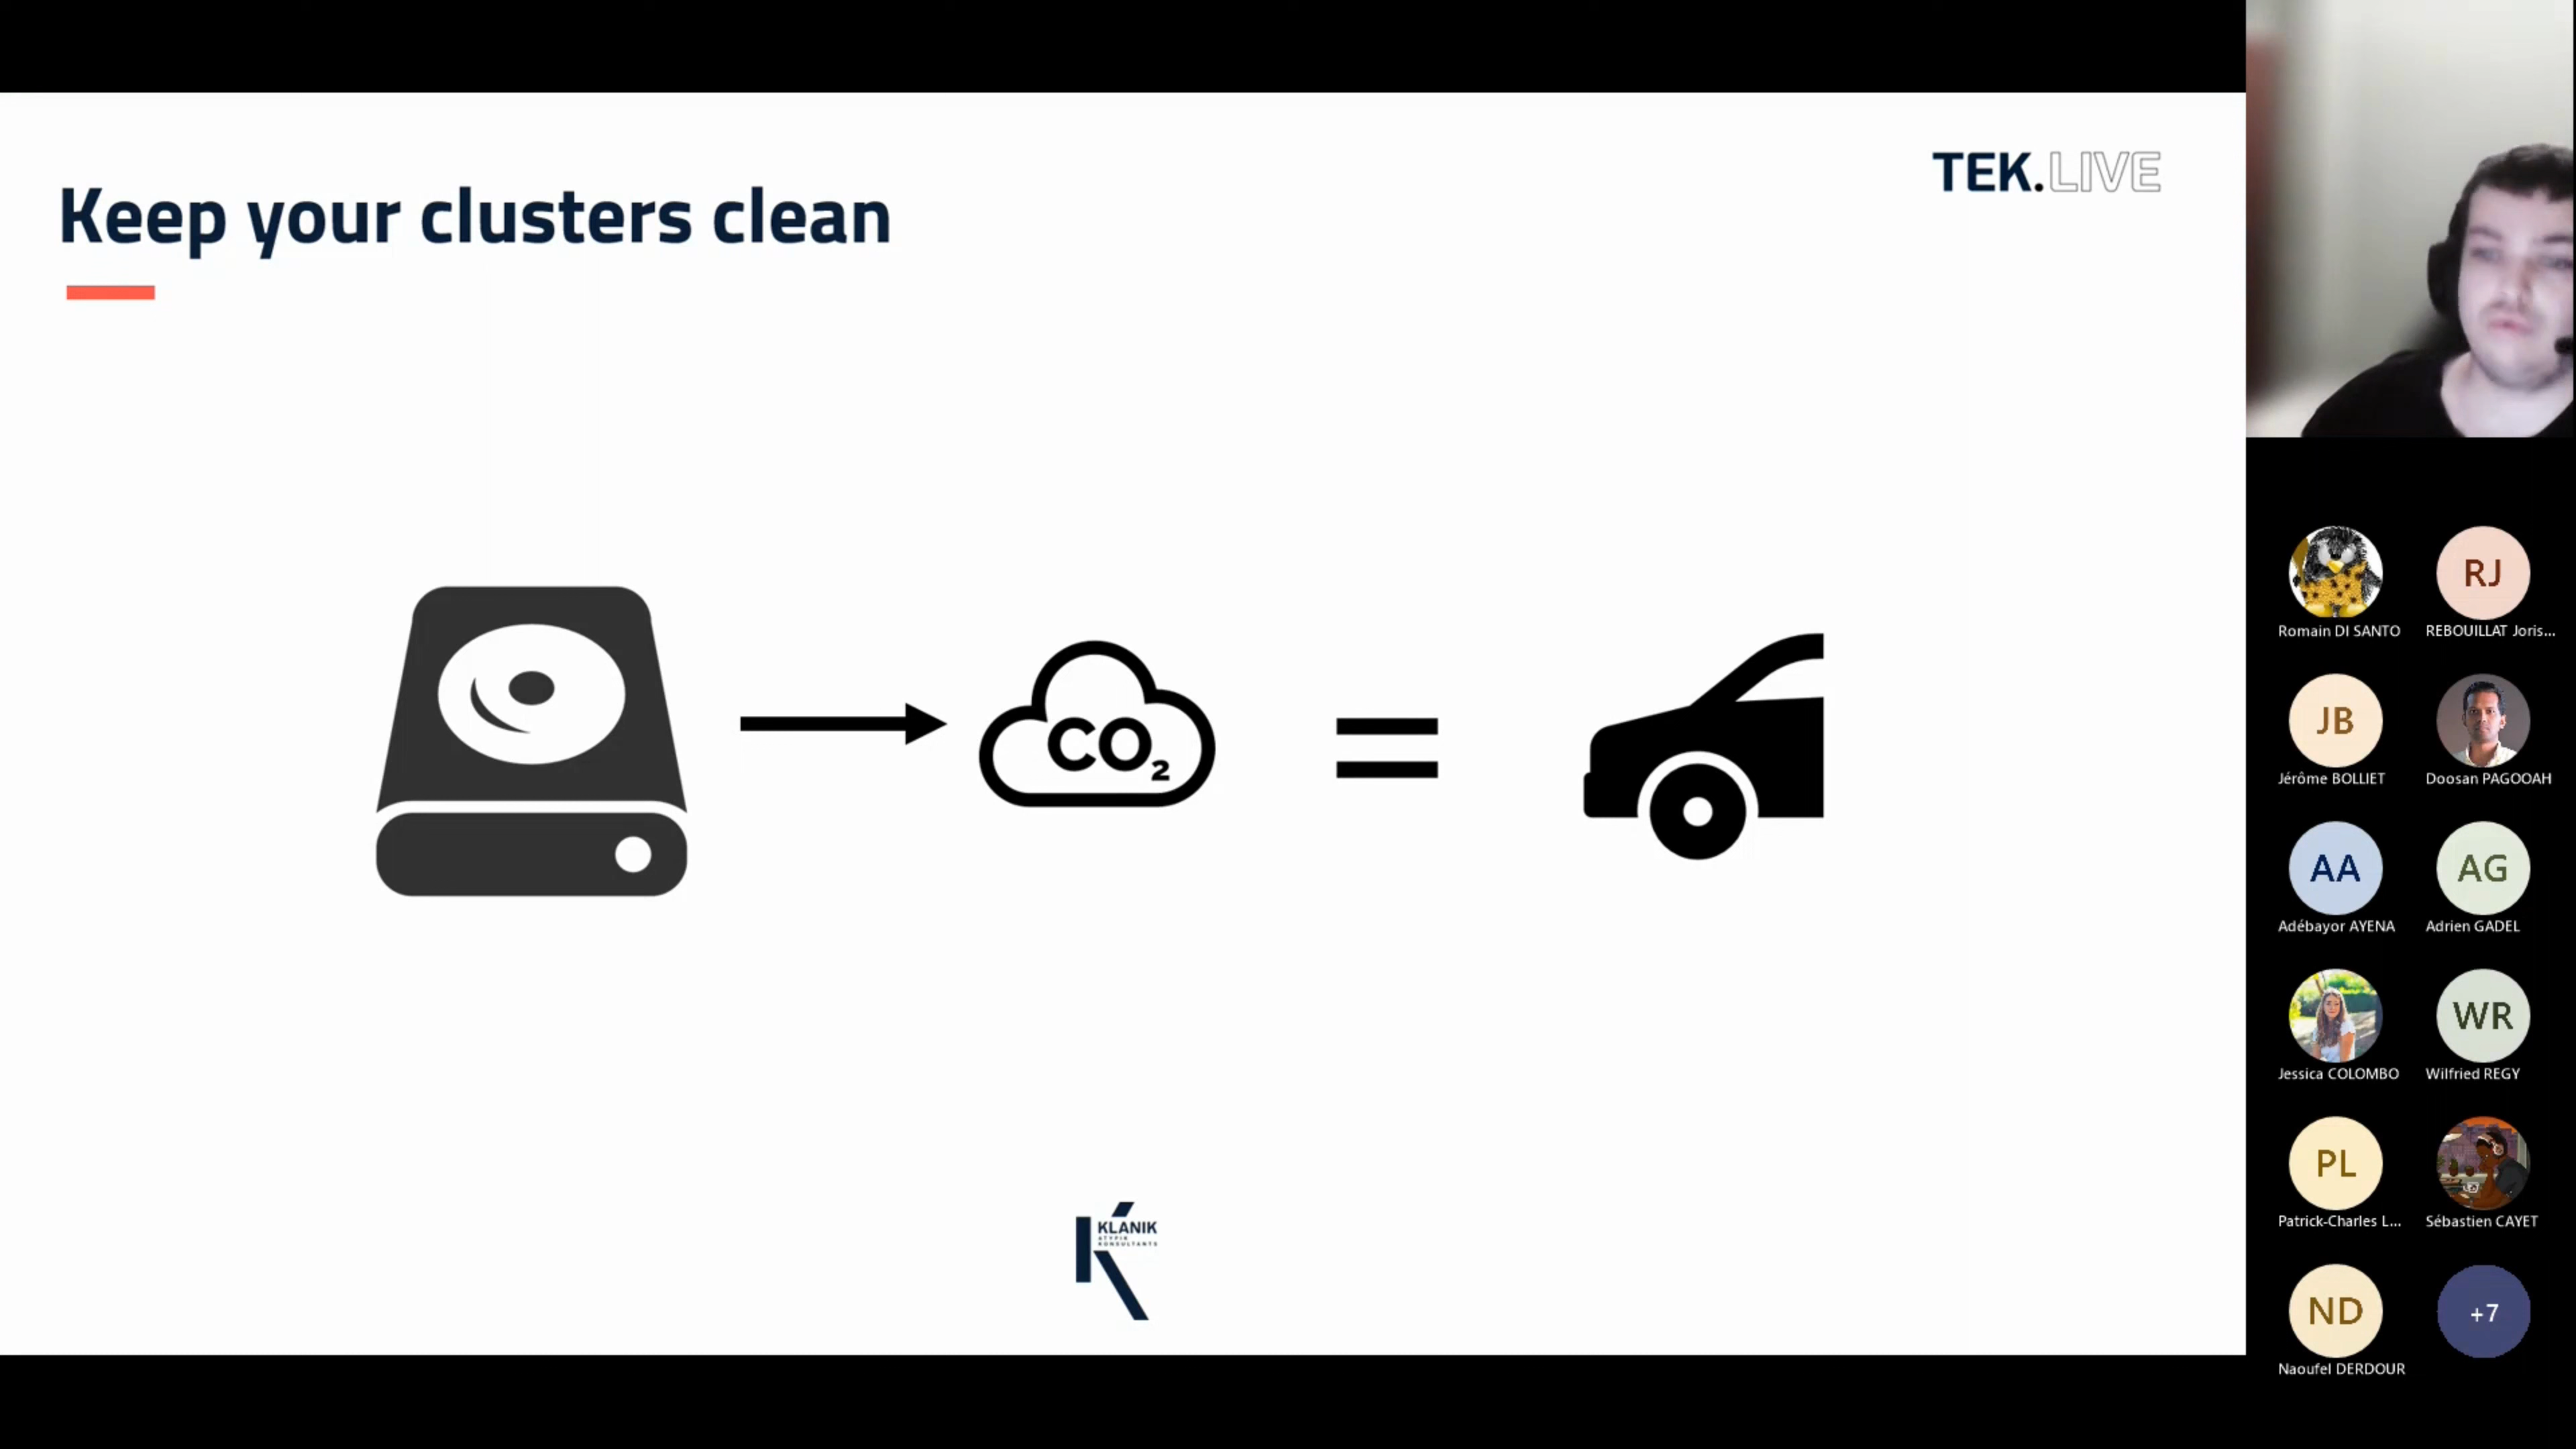 Keep your clusters clean
TEK.LIVE
CO₂
KLANIK
ATYPIK
KONSULTANTS
RJ
Romain DI SANTO
REBOUILLAT Joris...
JB
Jérôme BOLLIET
Doosan PAGOOAH
AA
AG
Adébayor AYENA
Adrien GADEL
WR
Jessica COLOMBO
Wilfried REGY
PL
Patrick-Charles L...
Sébastien CAYET
ND
+7
Naoufel DERDOUR